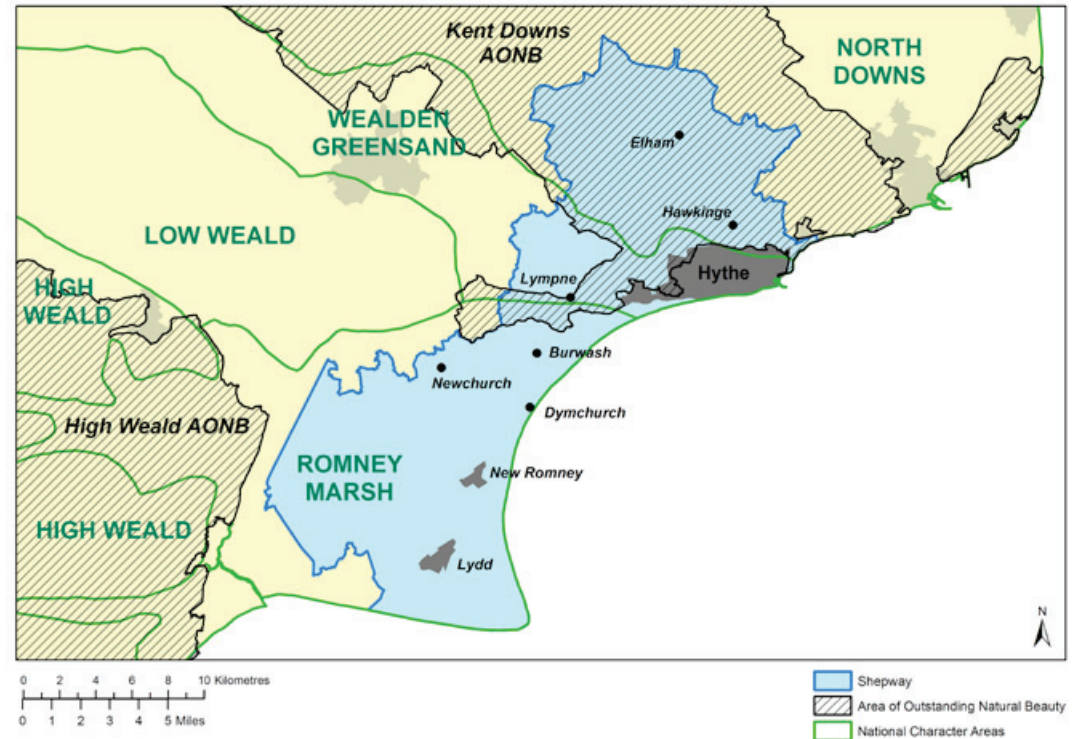 Kent Downs
AONB
NORTH
DOWNS
WEALDEN
GREENSAND
Elham
Hawkinge
LOW WEALD
Hythe
Lympne
HIGH
WEALD
Burwash
Newchurch
Dymchurch
High Weald AONB
ROMNEY
MARSH
New Romney
HIGH WEALD
Lydd
N
0 2 4 6 8 10 Kilometres
0 1 2 3 4 5 Miles
Shepway
Area of Outstanding Natural Beauty
National Character Areas